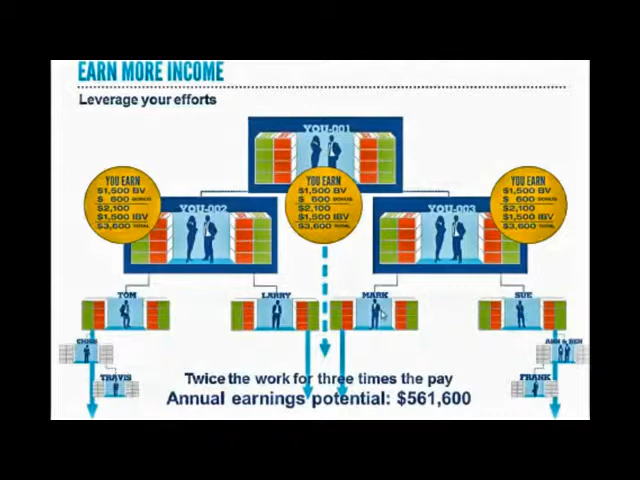 EARN MORE INCOME
Leverage your efforts
YOU-001
YOU EARN
$1,500 BV
$ 600 BONUS
$2,100
$1,500 IBV
$3,600 TOTAL
YOU EARN
$1,500 BV
$ 600 BONUS
$2,100
$1,500 IBV
$3,600 TOTAL
YOU EARN
$1,500 BV
$ 600 BONUS
$2,100
$1,500 IBV
$3,600 TOTAL
YOU-002
YOU-003
TOM
LARRY
MARK
SUE
CHRIS
ANN & BEN
TRAVIS
FRANK
Twice the work for three times the pay
Annual earnings potential: $561,600